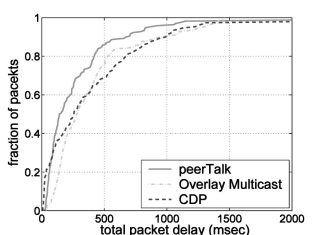 1
0.8
0.6
0.4
0.2
0
0 500 1000 1500 2000
fraction of pacekts
total packet delay (msec)
peerTalk
Overlay Multicast
CDP